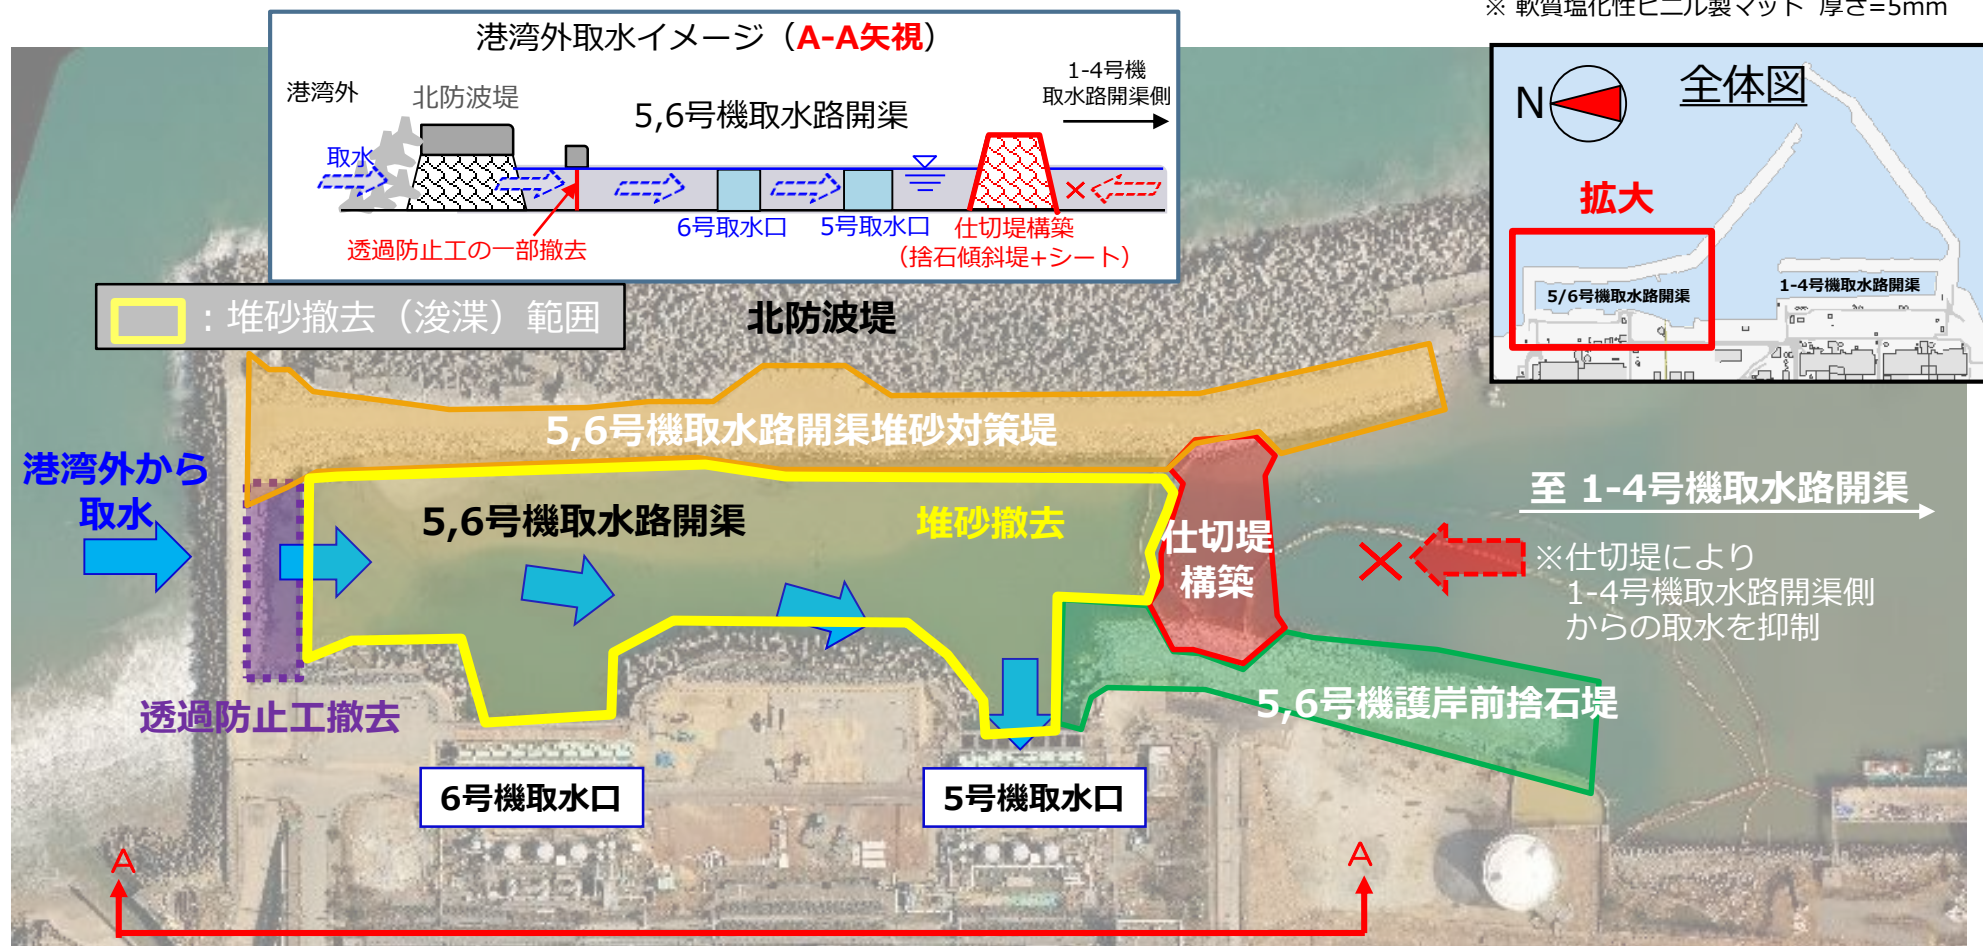 ※ 軟質塩化性ビニル製マット 厚さ=5mm
港湾外取水イメージ（A-A矢視）
港湾外
北防波堤
5,6号機取水路開渠
1-4号機
取水路開渠側
取水
6号取水口
5号取水口
仕切堤構築
（捨石傾斜堤+シート）
透過防止工の一部撤去
N
全体図
拡大
5/6号機取水路開渠
1-4号機取水路開渠
：堆砂撤去（浚渫）範囲
北防波堤
5,6号機取水路開渠堆砂対策堤
港湾外から
取水
5,6号機取水路開渠
堆砂撤去
仕切堤
構築
至 1-4号機取水路開渠
※仕切堤により
1-4号機取水路開渠側
からの取水を抑制
透過防止工撤去
5,6号機護岸前捨石堤
6号機取水口
5号機取水口
A
A